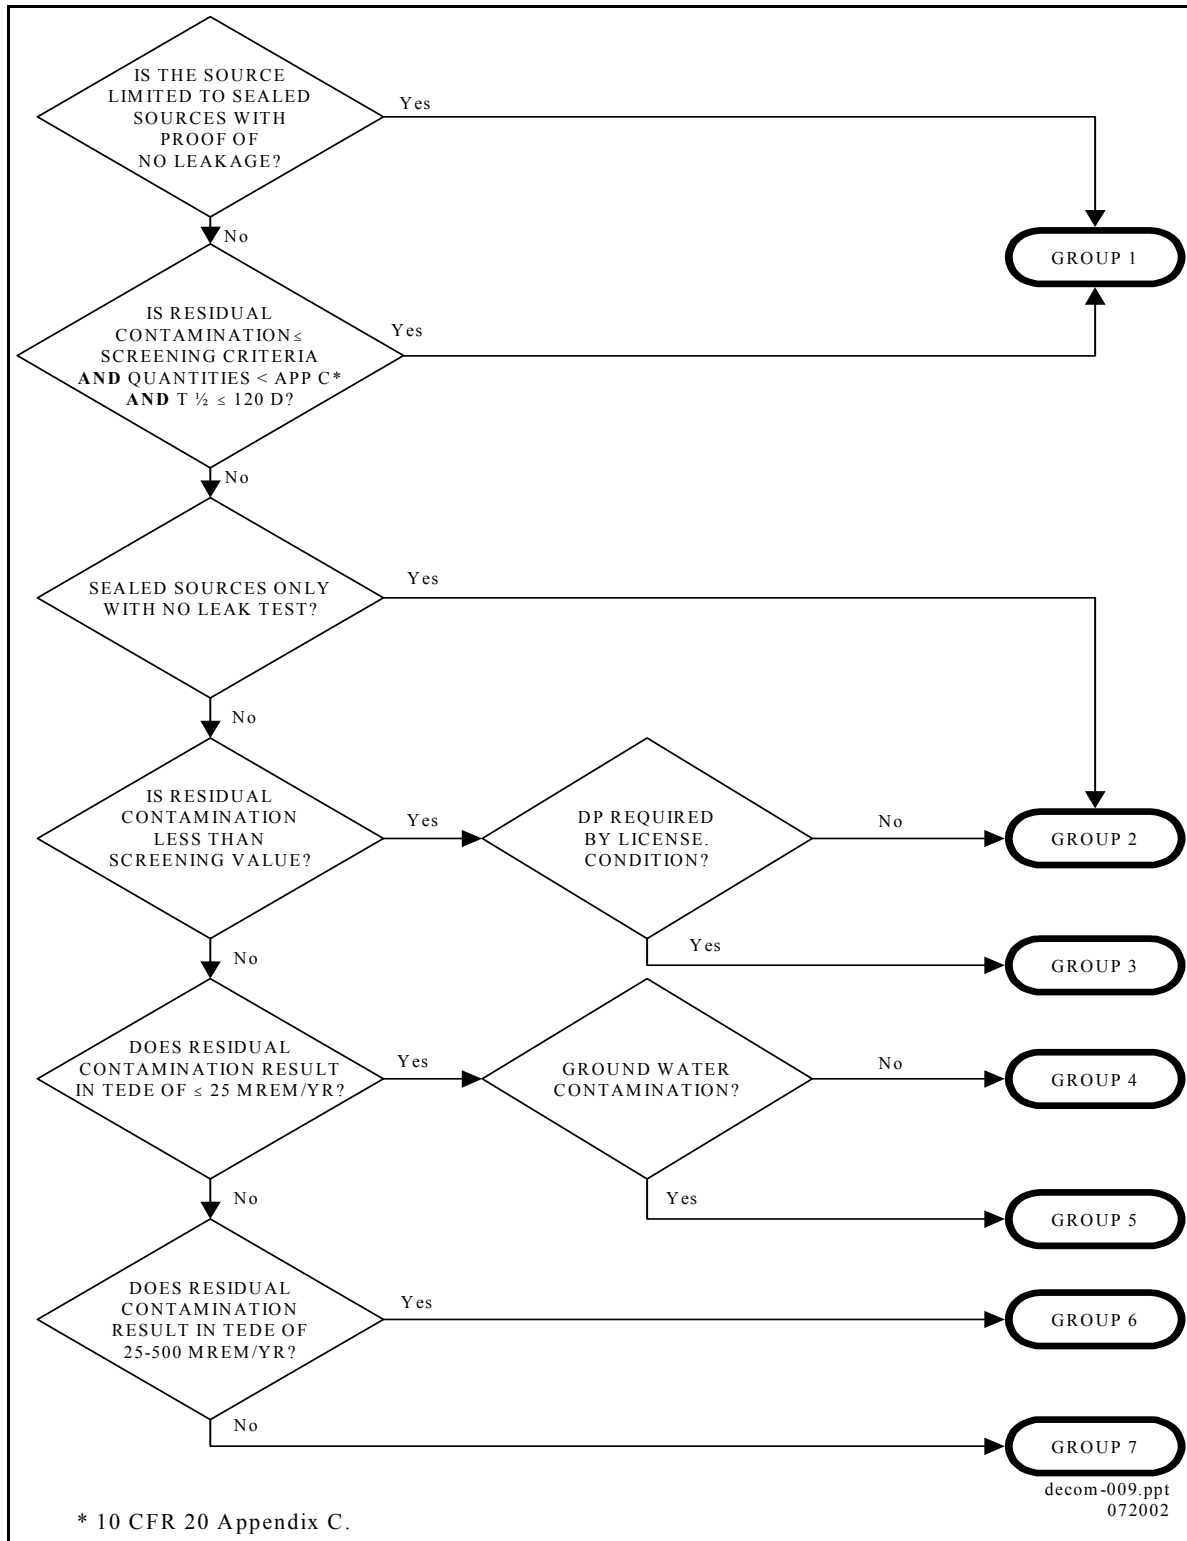 IS THE SOURCE
LIMITED TO SEALED
SOURCES WITH
PROOF OF
NO LEAKAGE?
Yes
No
GROUP 1
IS RESIDUAL
CONTAMINATION ≤
SCREENING CRITERIA
AND QUANTITIES < APP C*
AND T ½ ≤ 120 D?
Yes
No
SEALED SOURCES ONLY
WITH NO LEAK TEST?
Yes
No
IS RESIDUAL
CONTAMINATION
LESS THAN
SCREENING VALUE?
Yes
DP REQUIRED
BY LICENSE.
CONDITION?
No
GROUP 2
Yes
GROUP 3
No
DOES RESIDUAL
CONTAMINATION RESULT
IN TEDE OF ≤ 25 MREM/YR?
Yes
GROUND WATER
CONTAMINATION?
No
GROUP 4
Yes
GROUP 5
No
DOES RESIDUAL
CONTAMINATION
RESULT IN TEDE OF
25-500 MREM/YR?
Yes
GROUP 6
No
GROUP 7
decom-009.ppt
072002
* 10 CFR 20 Appendix C.